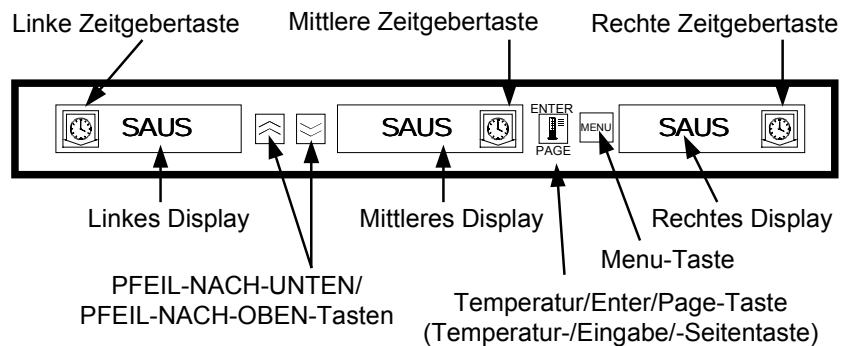 Linke Zeitgebertaste
Mittlere Zeitgebertaste
Rechte Zeitgebertaste
SAUS
SAUS
ENTER
PAGE
MENU
SAUS
Linkes Display
Mittleres Display
Rechtes Display
Menu-Taste
PFEIL-NACH-UNTEN/
PFEIL-NACH-OBEN-Tasten
Temperatur/Enter/Page-Taste
(Temperatur-/Eingabe/-Seitentaste)